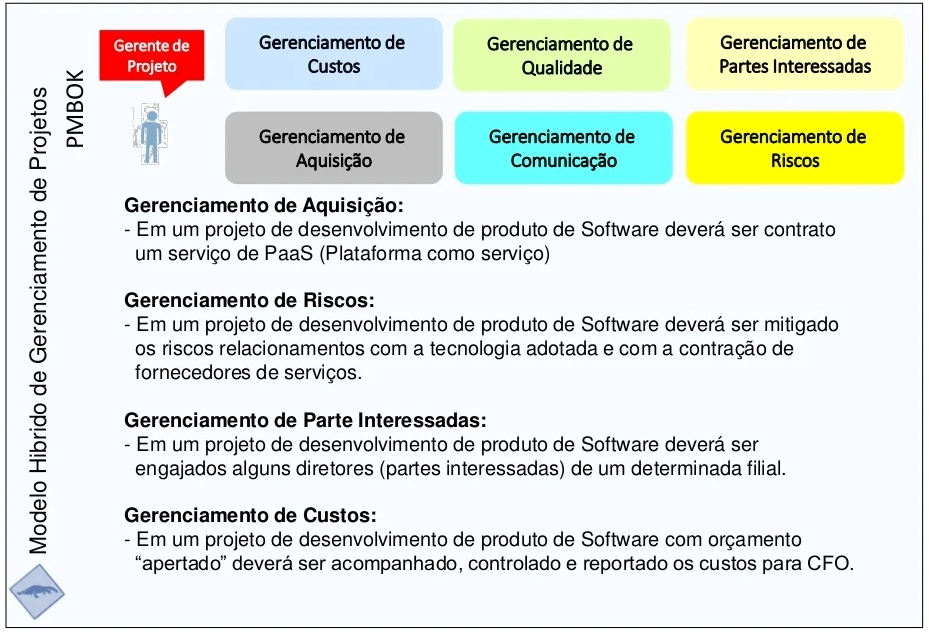 Modelo Hibrido de Gerenciamento de Projetos
PMBOK
Gerente de
Projeto
Gerenciamento de
Custos
Gerenciamento de
Qualidade
Gerenciamento de
Partes Interessadas
Gerenciamento de
Aquisição
Gerenciamento de
Comunicação
Gerenciamento de
Riscos
Gerenciamento de Aquisição:
- Em um projeto de desenvolvimento de produto de Software deverá ser contrato
um serviço de PaaS (Plataforma como serviço)
Gerenciamento de Riscos:
- Em um projeto de desenvolvimento de produto de Software deverá ser mitigado
os riscos relacionamentos com a tecnologia adotada e com a contração de
fornecedores de serviços.
Gerenciamento de Parte Interessadas:
- Em um projeto de desenvolvimento de produto de Software deverá ser
engajados alguns diretores (partes interessadas) de um determinada filial.
Gerenciamento de Custos:
- Em um projeto de desenvolvimento de produto de Software com orçamento
“apertado” deverá ser acompanhado, controlado e reportado os custos para CFO.